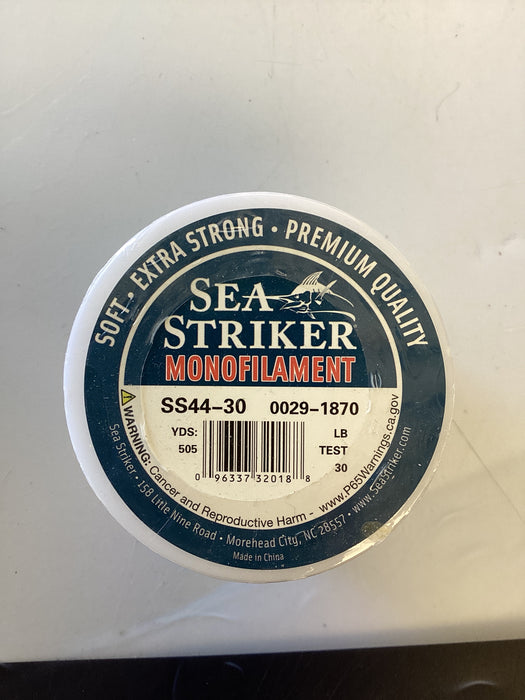 SOFT • EXTRA STRONG • PREMIUM QUALITY
SEA
STRIKER
MONOFILAMENT
SS44-30 0029-1870
YDS:
505
LB
TEST
30
0 96337 32018 8
WARNING: Cancer and Reproductive Harm - www.P65Warnings.ca.gov
Sea Striker • 158 Little Nine Road • Morehead City, NC 28557 • www.SeaStriker.com
Made in China